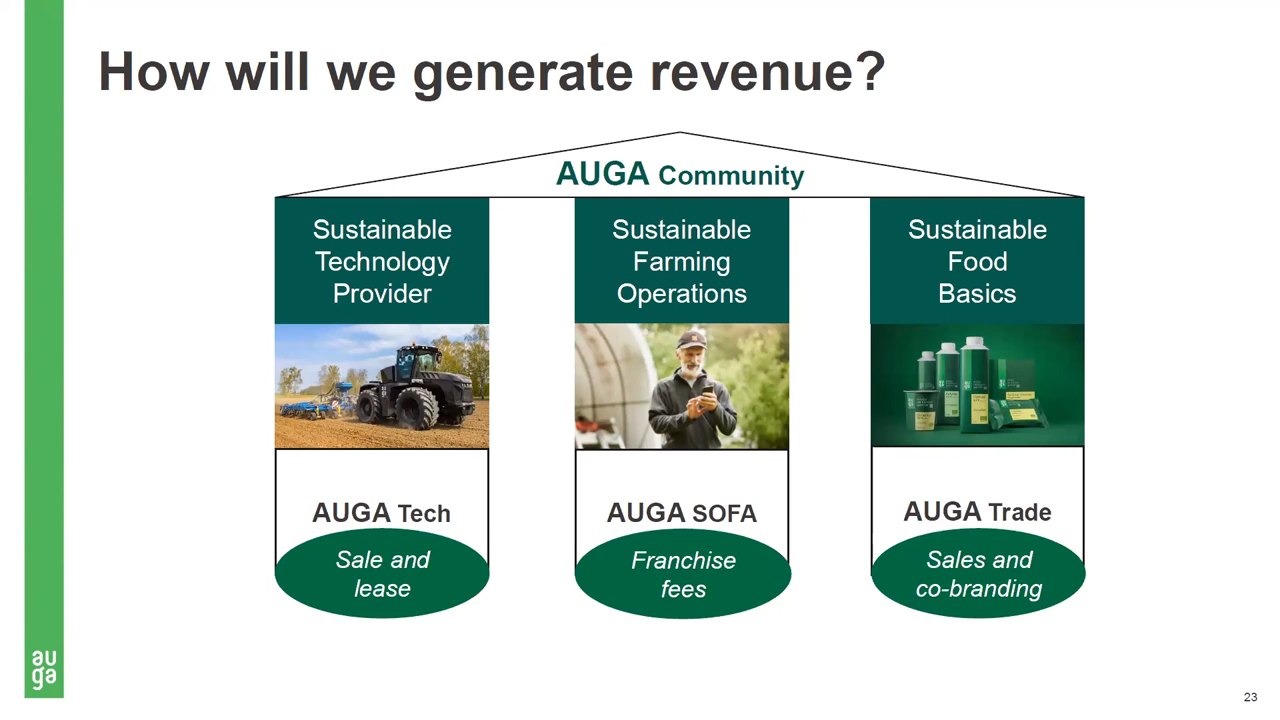 How will we generate revenue?
AUGA Community
Sustainable
Technology
Provider
AUGA Tech
Sale and
lease
Sustainable
Farming
Operations
AUGA SOFA
Franchise
fees
Sustainable
Food
Basics
AUGA Trade
Sales and
co-branding
au
ga
23